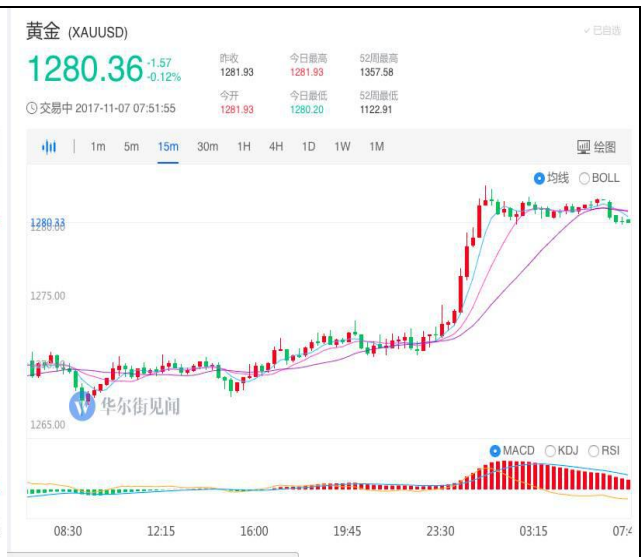 黄金 (XAUUSD)
已自选
1280.36 -1.57 -0.12%
昨收 今日最高 52周最高
1281.93 1281.93 1357.58
今开 今日最低 52周最低
1281.93 1280.20 1122.91
交易中 2017-11-07 07:51:55
1m 5m 15m 30m 1H 4H 1D 1W 1M 绘图
均线 BOLL
1280.33
1280.00
1275.00
华尔街见闻
1265.00
MACD KDJ RSI
08:30 12:15 16:00 19:45 23:30 03:15 07:4